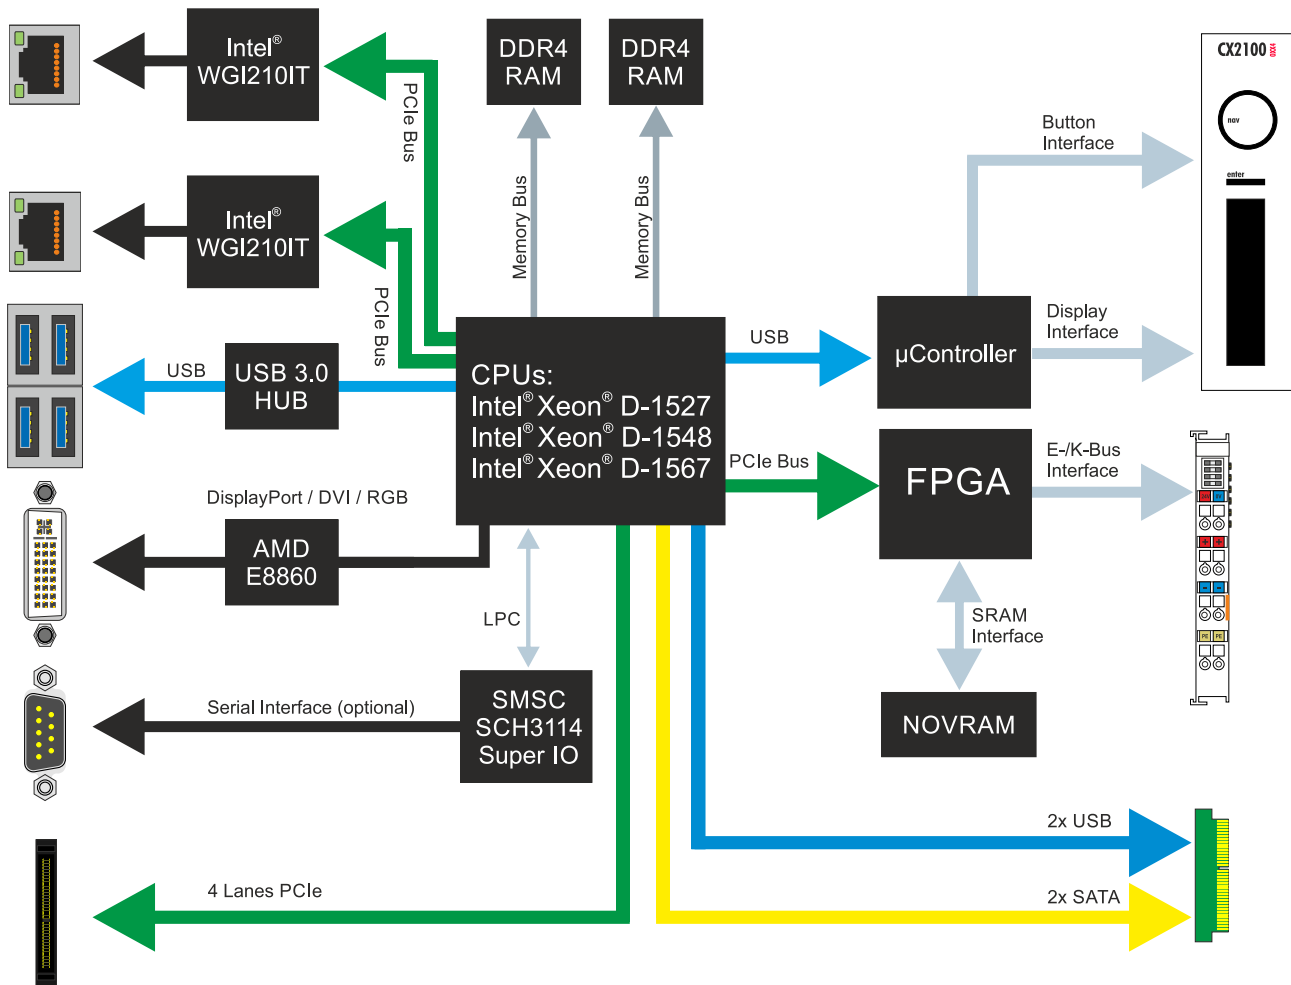 Intel®
WGI210IT
PCIe Bus
DDR4
RAM
DDR4
RAM
Memory Bus
Memory Bus
CX2100
nav
enter
Button
Interface
Intel®
WGI210IT
PCIe Bus
USB
USB 3.0
HUB
CPUs:
Intel® Xeon® D-1527
Intel® Xeon® D-1548
Intel® Xeon® D-1567
USB
µController
Display
Interface
PCIe Bus
FPGA
E-/K-Bus
Interface
DisplayPort / DVI / RGB
AMD
E8860
LPC
SRAM
Interface
PE
PE
Serial Interface (optional)
SMSC
SCH3114
Super IO
NOVRAM
2x USB
4 Lanes PCIe
2x SATA